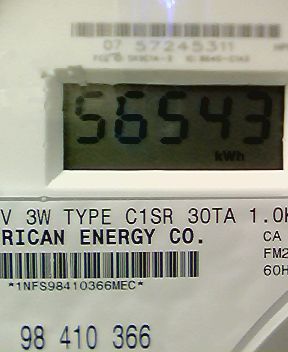 07 57245311
56543
kWh
V 3W TYPE C1SR 30TA 1.0K
RICAN ENERGY CO.
CA
FM2
60H
*1NFS98410366MEC*
98 410 366